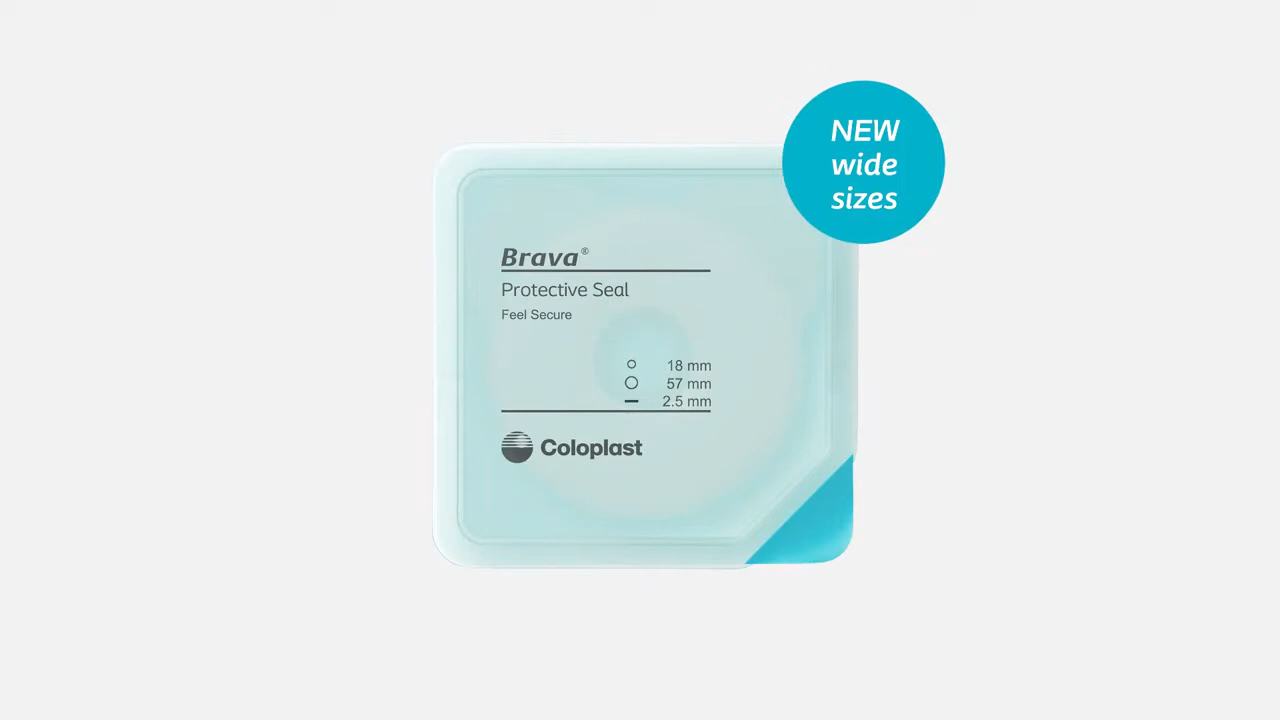 NEW
wide
sizes
Brava®
Protective Seal
Feel Secure
18 mm
57 mm
2.5 mm
Coloplast